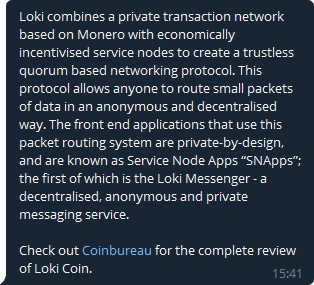 Loki combines a private transaction network
based on Monero with economically
incentivised service nodes to create a trustless
quorum based networking protocol. This
protocol allows anyone to route small packets
of data in an anonymous and decentralised
way. The front end applications that use this
packet routing system are private-by-design,
and are known as Service Node Apps “SNApps”;
the first of which is the Loki Messenger - a
decentralised, anonymous and private
messaging service.
Check out Coinbureau for the complete review
of Loki Coin.
15:41